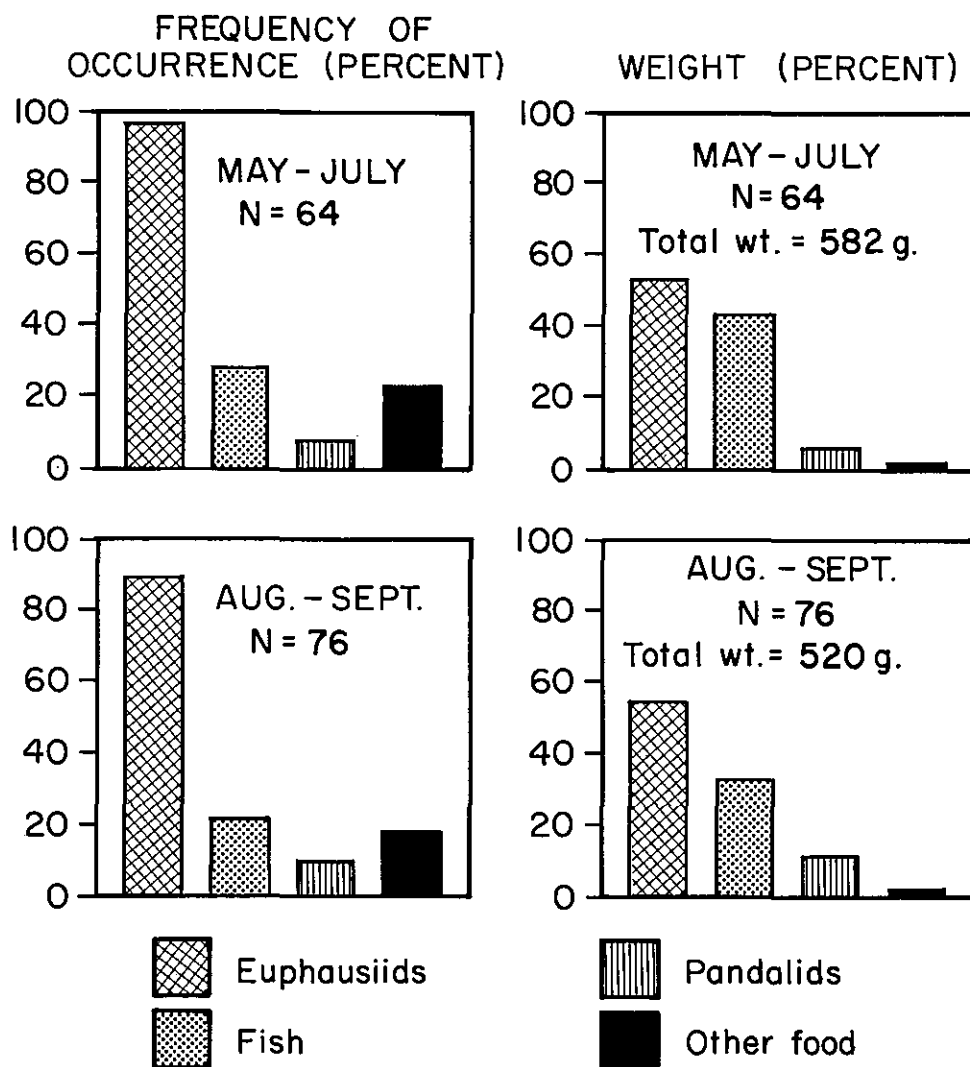 FREQUENCY OF
OCCURRENCE (PERCENT)
WEIGHT (PERCENT)
100
80
60
40
20
0
MAY - JULY
N = 64
100
80
60
40
20
0
MAY - JULY
N = 64
Total wt. = 582 g.
100
80
60
40
20
0
AUG. - SEPT.
N = 76
100
80
60
40
20
0
AUG. - SEPT.
N = 76
Total wt. = 520 g.
Euphausiids
Fish
Pandalids
Other food